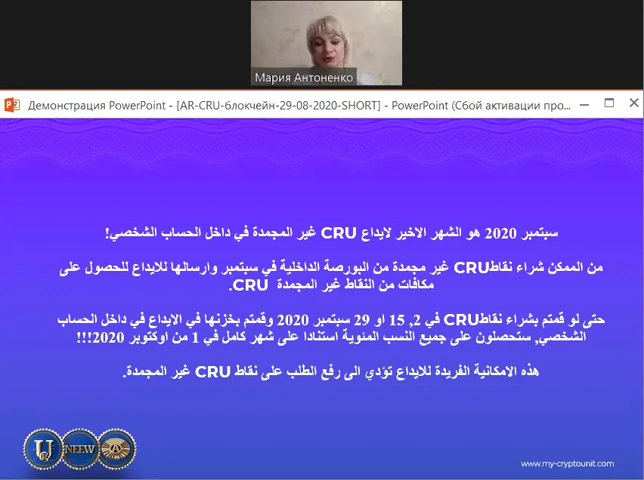 Мария Антоненко
Демонстрация PowerPoint - [AR-CRU-блокчейн-29-08-2020-SHORT] - PowerPoint (Сбой активации про...
سبتمبر 2020 هو الشهر الاخير لايداع CRU غير المجمدة في داخل الحساب الشخصي!
من الممكن شراء نقاطCRU غير مجمدة من البورصة الداخلية في سبتمبر وارسالها للايداع للحصول على
مكافات من النقاط غير المجمدة CRU.
حتى لو قمتم بشراء نقاطCRU في 2, 15 او 29 سبتمبر 2020 وقمتم بخزنها في الايداع في داخل الحساب
الشخصي, ستحصلون على جميع النسب المئوية استنادا على شهر كامل في 1 من اوكتوبر 2020!!!
هذه الامكانية الفريدة للايداع تؤدي الى رفع الطلب على نقاط CRU غير المجمدة.
NEEW
www.my-cryptounit.com